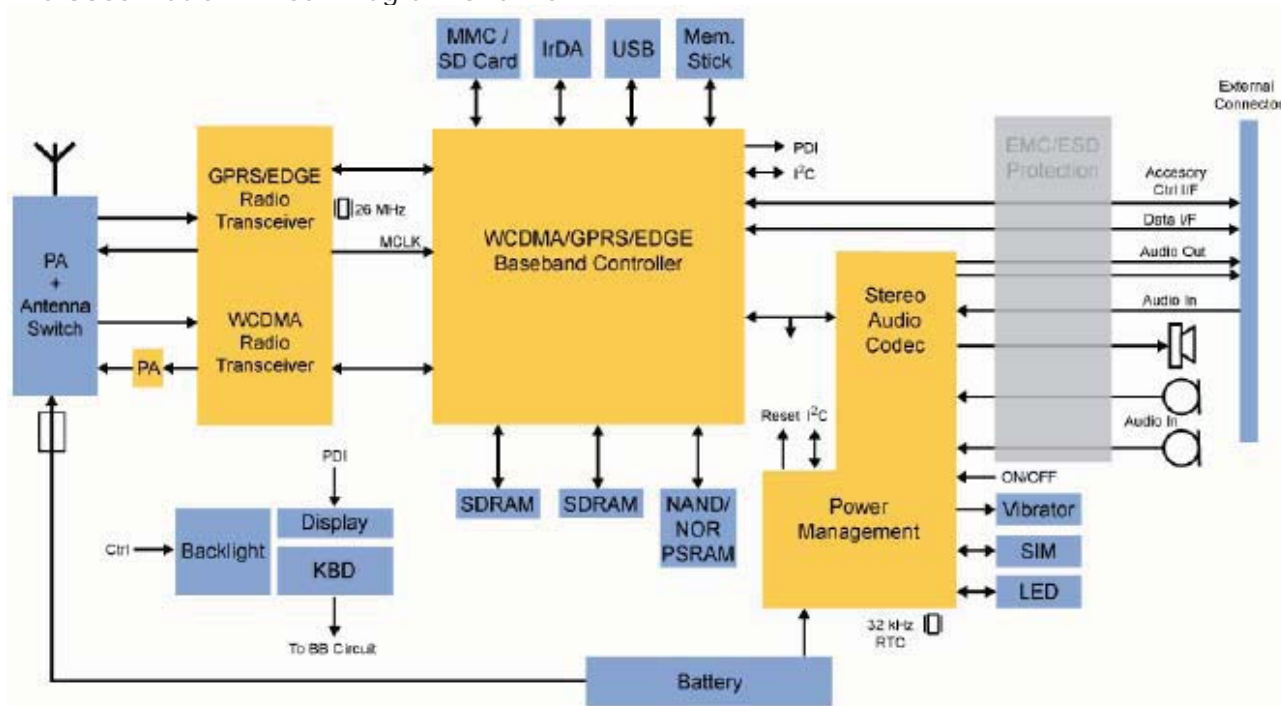 MMC /
SD Card
IrDA
USB
Mem.
Stick
External
Connector
EMC/ESD
Protection
PDI
I²C
Accesory
Ctrl I/F
Data I/F
Audio Out
Audio In
GPRS/EDGE
Radio
Transceiver
26 MHz
MCLK
WCDMA
Radio
Transceiver
PA
+
Antenna
Switch
PA
WCDMA/GPRS/EDGE
Baseband Controller
Stereo
Audio
Codec
Reset
I²C
Audio In
ON/OFF
Power
Management
Vibrator
SIM
LED
32 kHz
RTC
SDRAM
SDRAM
NAND/
NOR
PSRAM
PDI
Display
Ctrl
Backlight
KBD
To BB Circuit
Battery